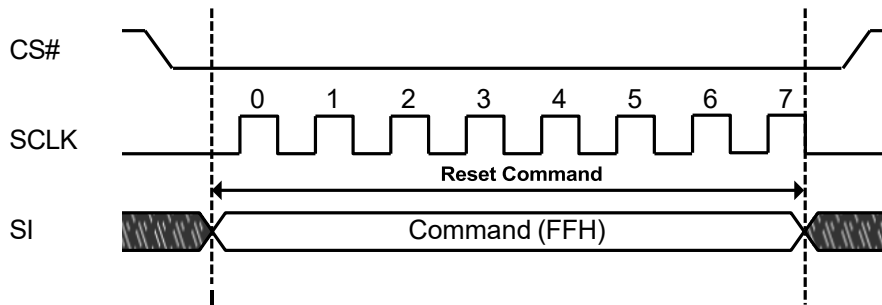 CS#
0 1 2 3 4 5 6 7
SCLK
Reset Command
SI
Command (FFH)